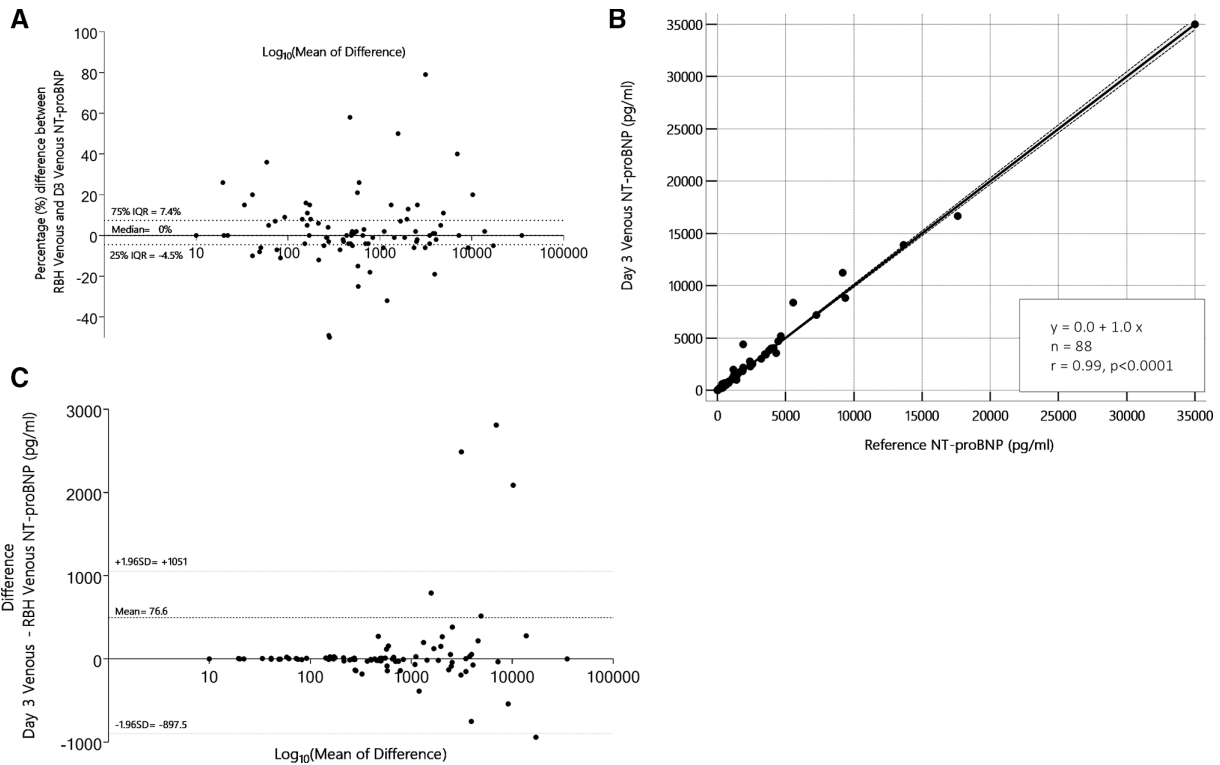 A
Log10(Mean of Difference)
Percentage (%) difference between
RBH Venous and D3 Venous NT-proBNP
100
80
60
40
20
0
-20
-40
75% IQR = 7.4%
Median= 0%
25% IQR = -4.5%
10
100
1000
10000
100000
B
Day 3 Venous NT-proBNP (pg/ml)
35000
30000
25000
20000
15000
10000
5000
0
y = 0.0 + 1.0 x
n = 88
r = 0.99, p<0.0001
0
5000
10000
15000
20000
25000
30000
35000
Reference NT-proBNP (pg/ml)
C
Difference
Day 3 Venous - RBH Venous NT-proBNP (pg/ml)
3000
2000
1000
0
-1000
+1.96SD= +1051
Mean= 76.6
-1.96SD= -897.5
10
100
1000
10000
100000
Log10(Mean of Difference)